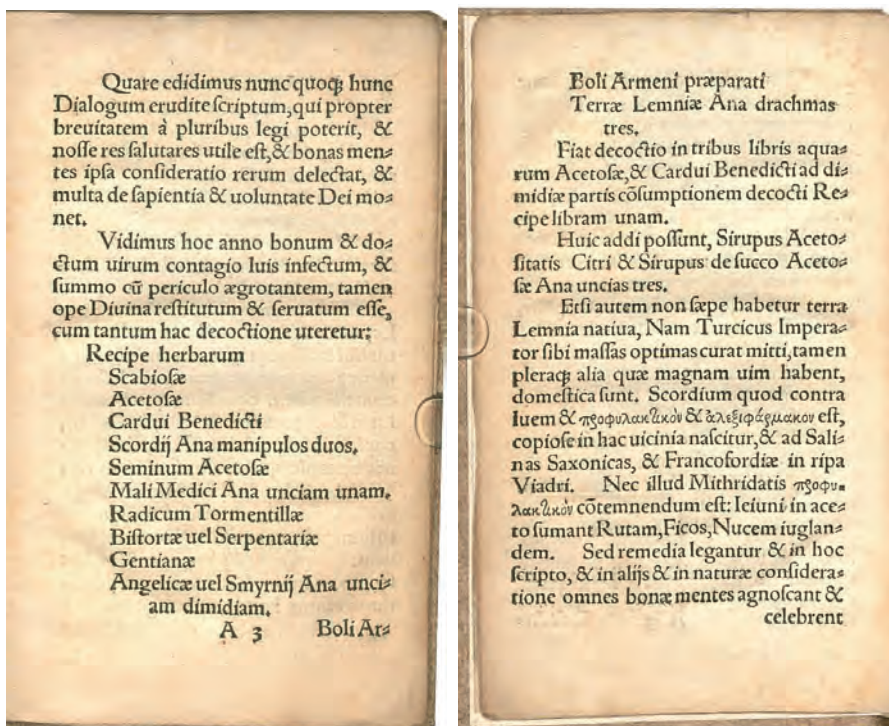 Quare edidimus nunc quoqꝫ hunc
Dialogum erudite ſcriptum, qui propter
breuitatem à pluribus legi poterit, &
noſſe res ſalutares utile eſt, & bonas men⸗
tes ipſa conſideratio rerum delectat, &
multa de ſapientia & uoluntate Dei mo⸗
net.
Vidimus hoc anno bonum & do⸗
ctum uirum contagio luis infectum, &
ſummo cū periculo ægrotantem, tamen
ope Diuina reſtitutum & ſeruatum eſſe,
cum tantum hac decoctione uteretur:
Recipe herbarum
Scabioſæ
Acetoſæ
Cardui Benedicti
Scordij Ana manipulos duos.
Seminum Acetoſæ
Mali Medici Ana unciam unam.
Radicum Tormentillæ
Biſtortæ uel Serpentariæ
Gentianæ
Angelicæ uel Smyrnij Ana unci⸗
am dimidiam.
A 3 Boli Ar⸗
Boli Armeni præparati
Terræ Lemniæ Ana drachmas
tres.
Fiat decoctio in tribus libris aqua⸗
rum Acetoſæ, & Cardui Benedicti ad di⸗
midiæ partis cōſumptionem decocti Re⸗
cipe libram unam.
Huic addi poſſunt, Sirupus Aceto⸗
ſitatis Citri & Sirupus de ſucco Aceto⸗
ſæ Ana uncias tres.
Etſi autem non ſæpe habetur terra
Lemnia natiua, Nam Turcicus Impera⸗
tor ſibi maſſas optimas curat mitti, tamen
pleraqꝫ alia quæ magnam uim habent,
domeſtica ſunt. Scordium quod contra
luem & προφυλακτικὸν & ἀλεξιφάρμακον eſt,
copioſe in hac uicinia naſcitur, & ad Sali⸗
nas Saxonicas, & Francofordiæ in ripa
Viadri. Nec illud Mithridatis προφυ⸗
λακτικὸν cōtemnendum eſt: Ieiuni in ace⸗
to ſumant Rutam, Ficos, Nucem iuglan⸗
dem. Sed remedia legantur & in hoc
ſcripto, & in alijs & in naturæ conſidera⸗
tione omnes bonæ mentes agnoſcant &
celebrent